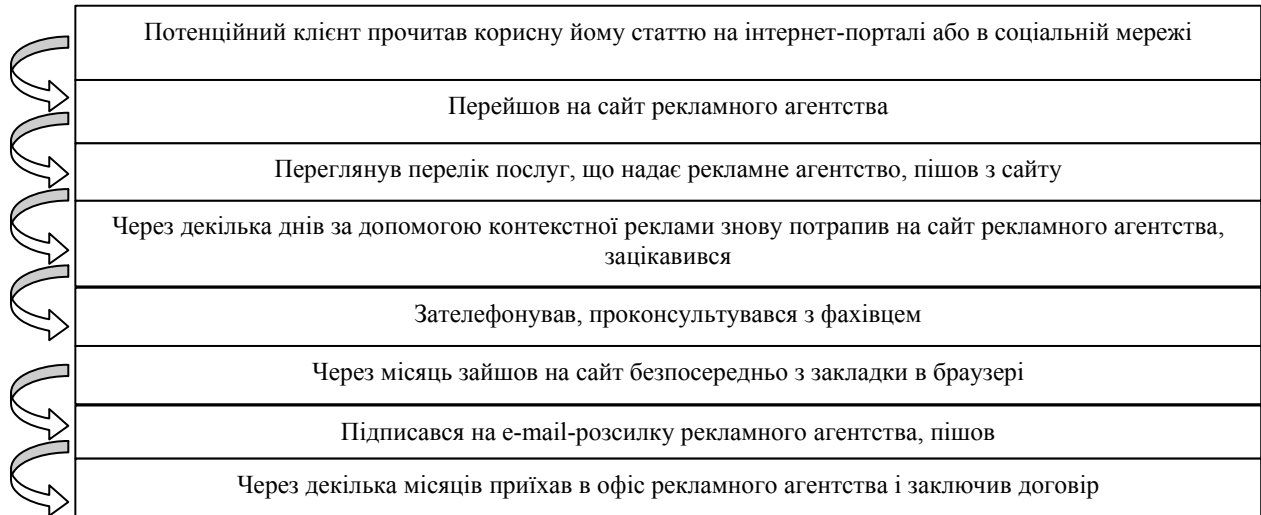 Потенційний клієнт прочитав корисну йому статтю на інтернет-порталі або в соціальній мережі
Перейшов на сайт рекламного агентства
Переглянув перелік послуг, що надає рекламне агентство, пішов з сайту
Через декілька днів за допомогою контекстної реклами знову потрапив на сайт рекламного агентства,
зацікавився
Зателефонував, проконсультувався з фахівцем
Через місяць зайшов на сайт безпосередньо з закладки в браузері
Підписався на e-mail-розсилку рекламного агентства, пішов
Через декілька місяців приїхав в офіс рекламного агентства і заключив договір